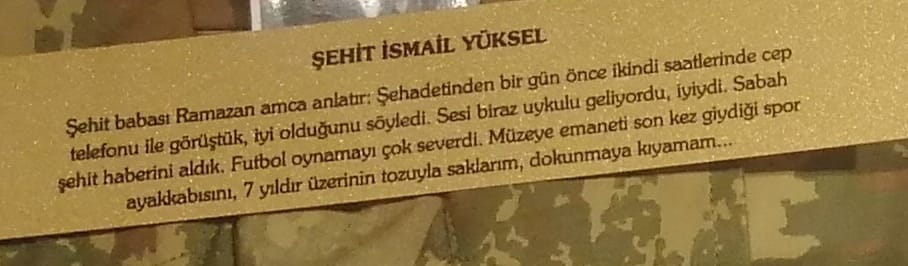 ŞEHİT İSMAİL YÜKSEL
Şehit babası Ramazan amca anlatır: Şehadetinden bir gün önce ikindi saatlerinde cep
telefonu ile görüştük, iyi olduğunu söyledi. Sesi biraz uykulu geliyordu, iyiydi. Sabah
şehit haberini aldık. Futbol oynamayı çok severdi. Müzeye emaneti son kez giydiği spor
ayakkabısını, 7 yıldır üzerinin tozuyla saklarım, dokunmaya kıyamam...